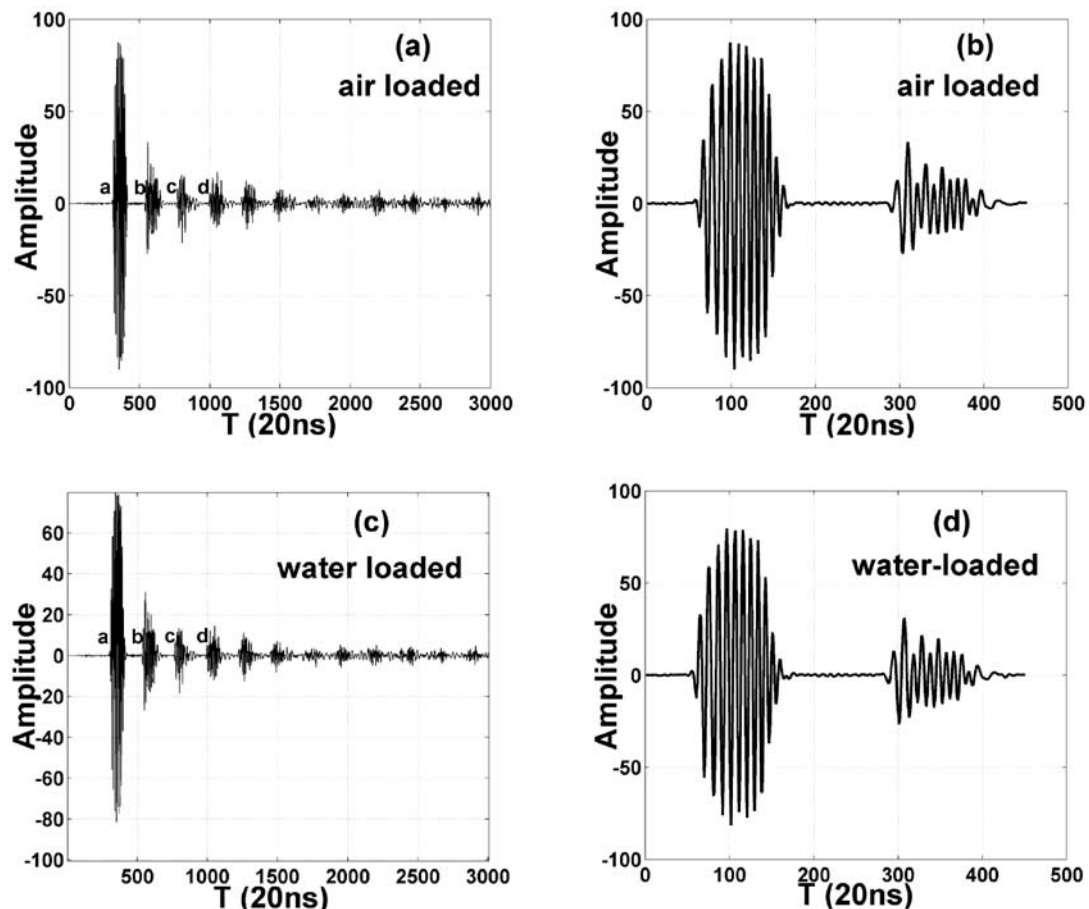 100
50
0
-50
-100
Amplitude
a
b
c
d
(a)
air loaded
0
500
1000
1500
2000
2500
3000
T (20ns)
100
50
0
-50
-100
Amplitude
(b)
air loaded
0
100
200
300
400
500
T (20ns)
60
40
20
0
-20
-40
-60
-80
-100
Amplitude
a
b
c
d
(c)
water loaded
500
1000
1500
2000
2500
3000
T (20ns)
100
50
0
-50
-100
Amplitude
(d)
water-loaded
0
100
200
300
400
500
T (20ns)